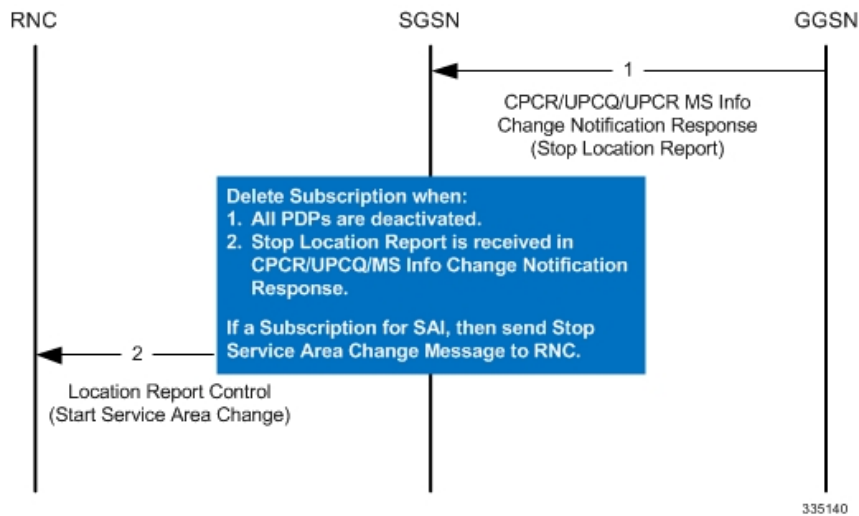 RNC
SGSN
GGSN
1
CPCR/UPCQ/UPCR MS Info
Change Notification Response
(Stop Location Report)
Delete Subscription when:
1. All PDPs are deactivated.
2. Stop Location Report is received in
CPCR/UPCQ/MS Info Change Notification
Response.
If a Subscription for SAI, then send Stop
Service Area Change Message to RNC.
2
Location Report Control
(Start Service Area Change)
335140